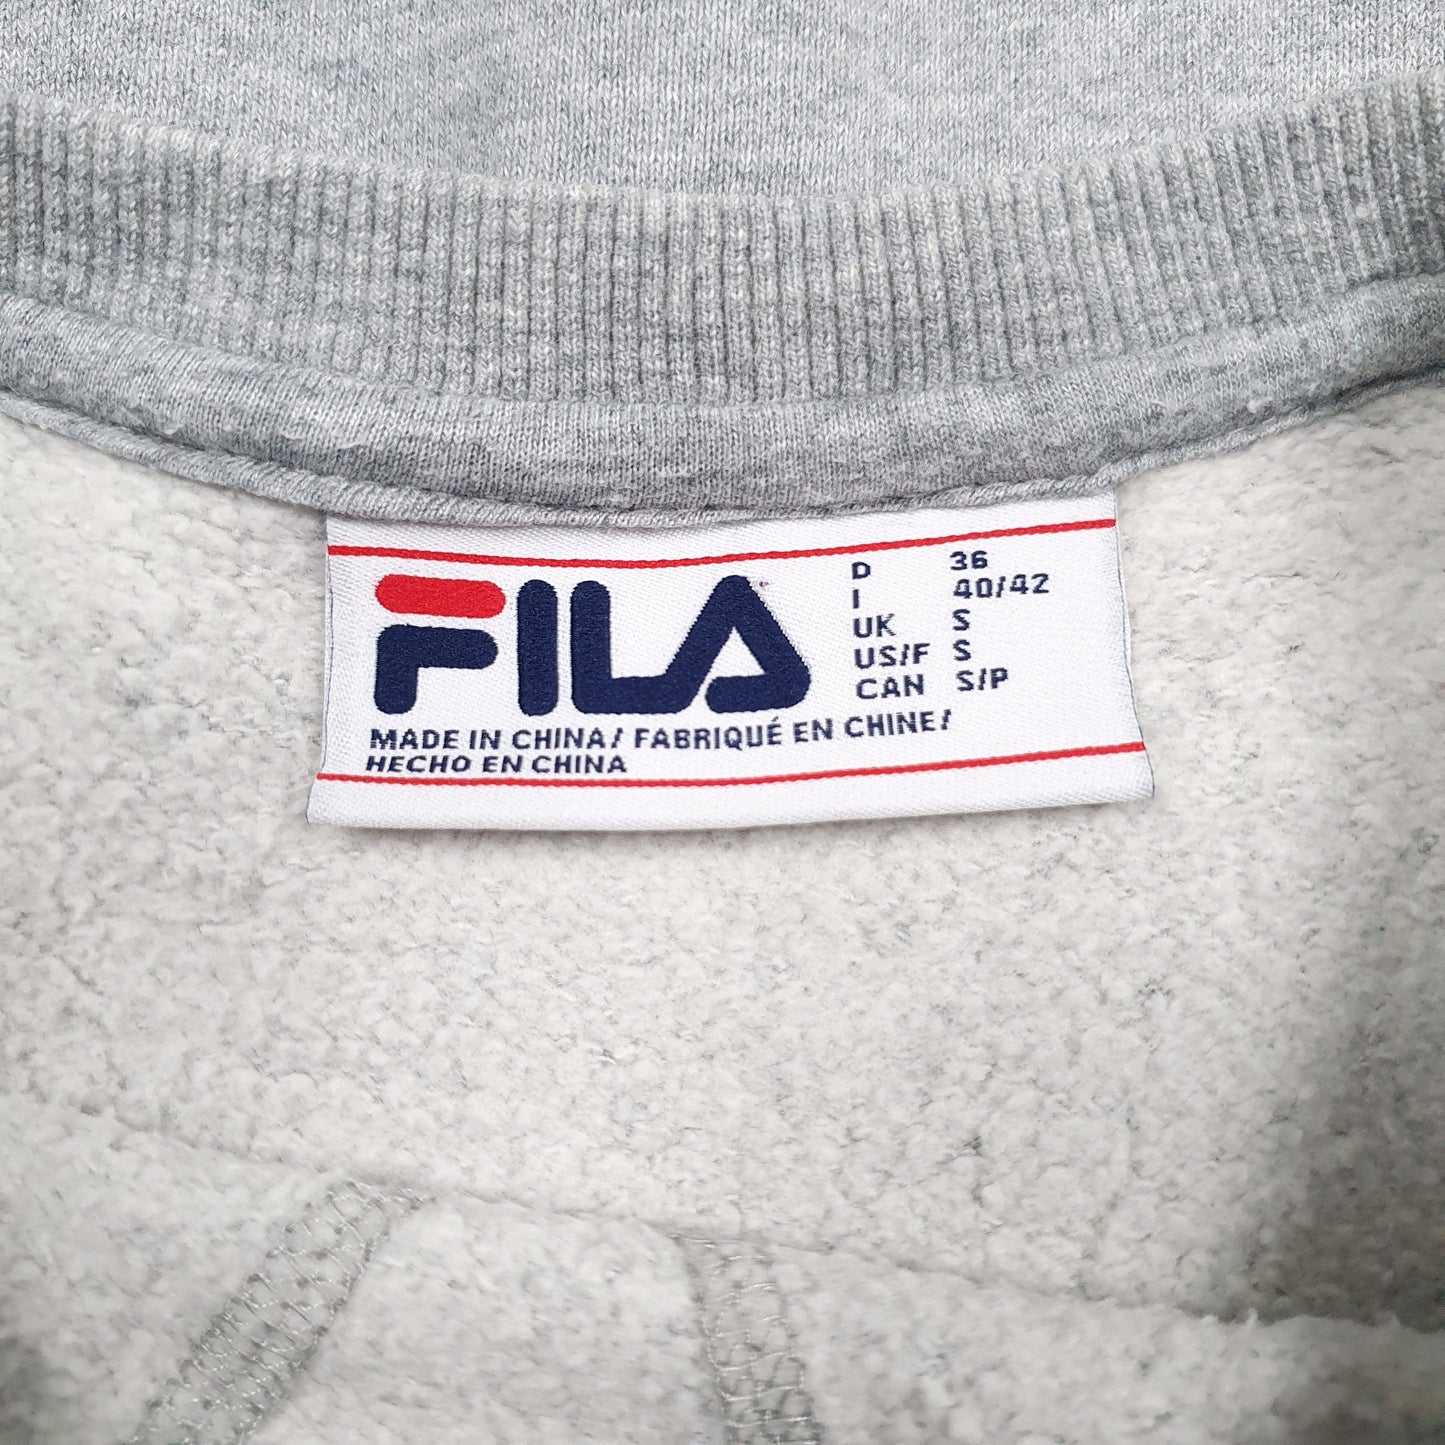 FILA
D 36
I 40/42
UK S
US/F S
CAN S/P
MADE IN CHINA/ FABRIQUÉ EN CHINE/
HECHO EN CHINA